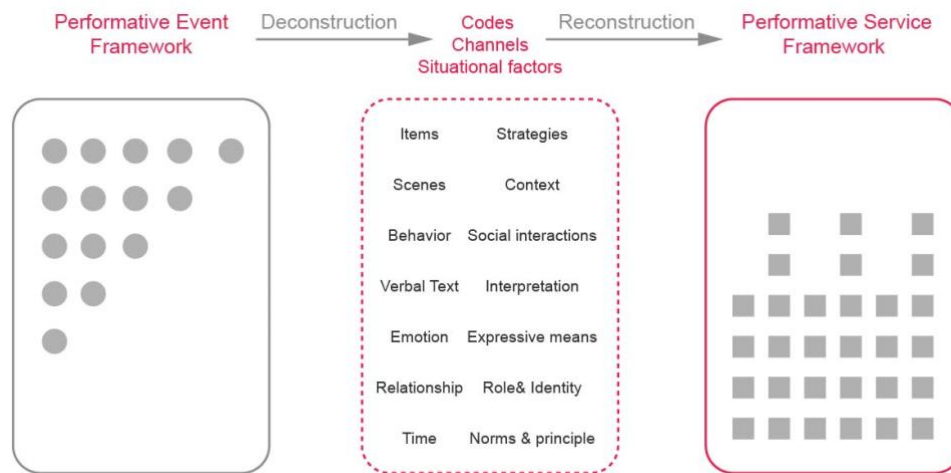 Performative Event
Framework
Deconstruction
Codes
Channels
Situational factors
Reconstruction
Performative Service
Framework
Items
Strategies
Scenes
Context
Behavior
Social interactions
Verbal Text
Interpretation
Emotion
Expressive means
Relationship
Role& Identity
Time
Norms & principle